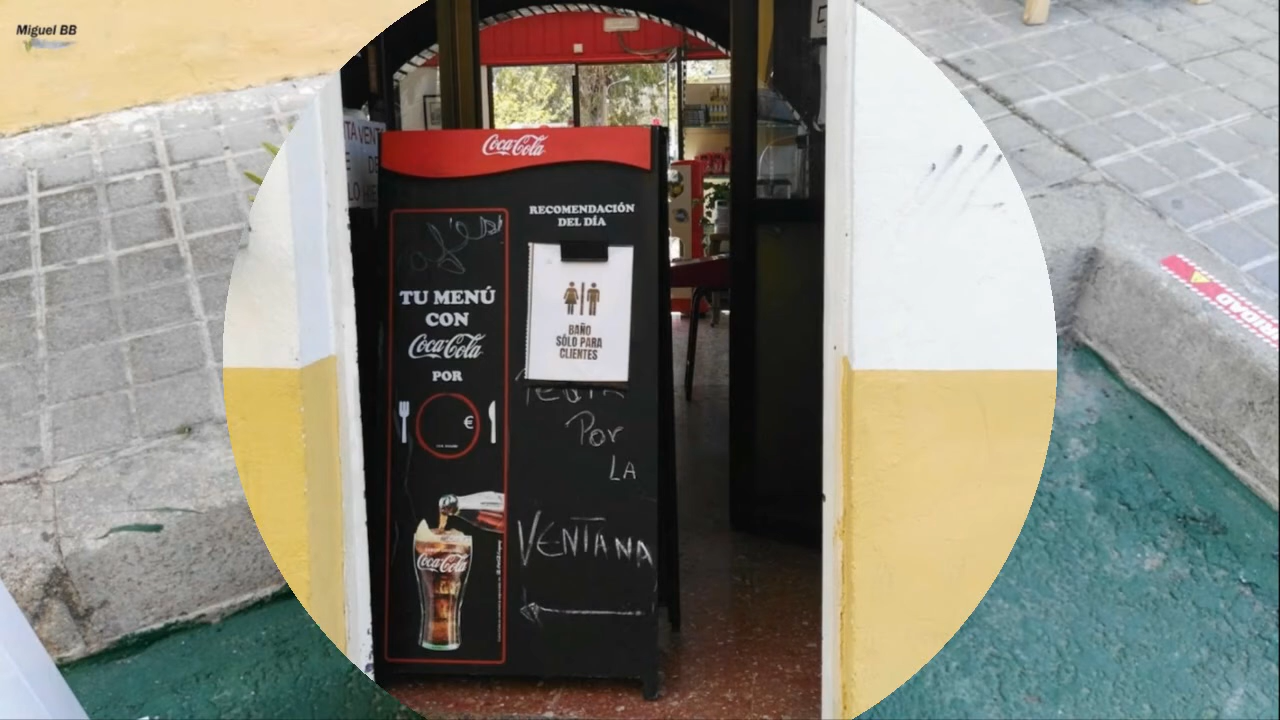 Miguel BB
Coca-Cola
RECOMENDACIÓN
DEL DÍA
TU MENÚ
CON
Coca-Cola
POR
€
BAÑO
SÓLO PARA
CLIENTES
Por
LA
VENTANA
Coca-Cola